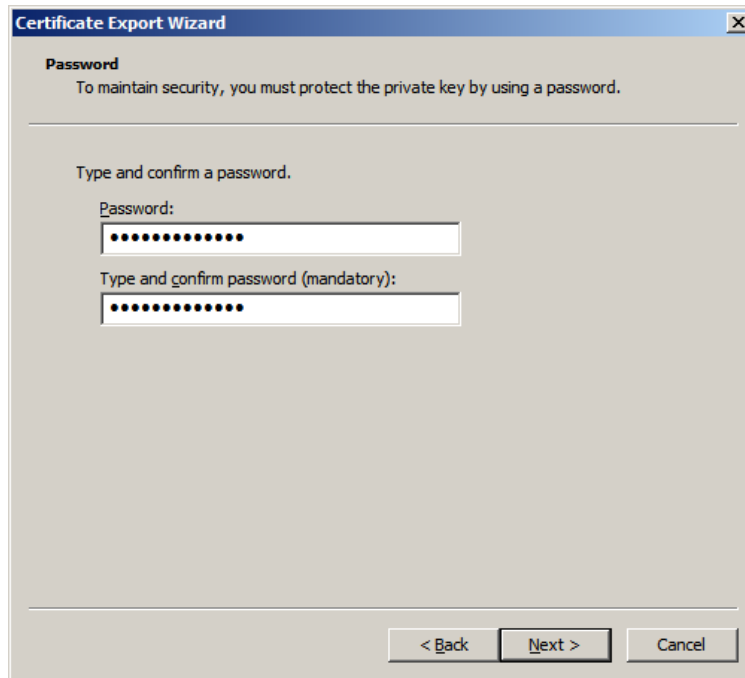 Certificate Export Wizard
Password
To maintain security, you must protect the private key by using a password.
Type and confirm a password.
Password:
•••••••••••••
Type and confirm password (mandatory):
•••••••••••••
< Back
Next >
Cancel